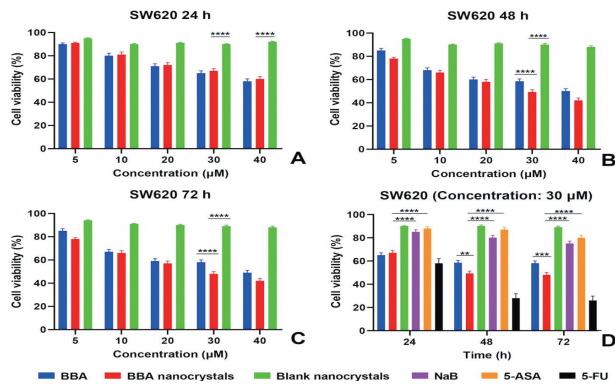 SW620 24 h
Cell viability (%)
100
80
60
40
20
0
**** ****
5 10 20 30 40
Concentration (μM)
A
SW620 48 h
Cell viability (%)
100
80
60
40
20
0
****
****
5 10 20 30 40
Concentration (μM)
B
SW620 72 h
Cell viability (%)
100
80
60
40
20
0
****
****
5 10 20 30 40
Concentration (μM)
C
SW620 (Concentration: 30 μM)
Cell viability (%)
100
80
60
40
20
0
**** **** ****
**** **** ****
** ***
24 48 72
Time (h)
D
BBA BBA nanocrystals Blank nanocrystals NaB 5-ASA 5-FU